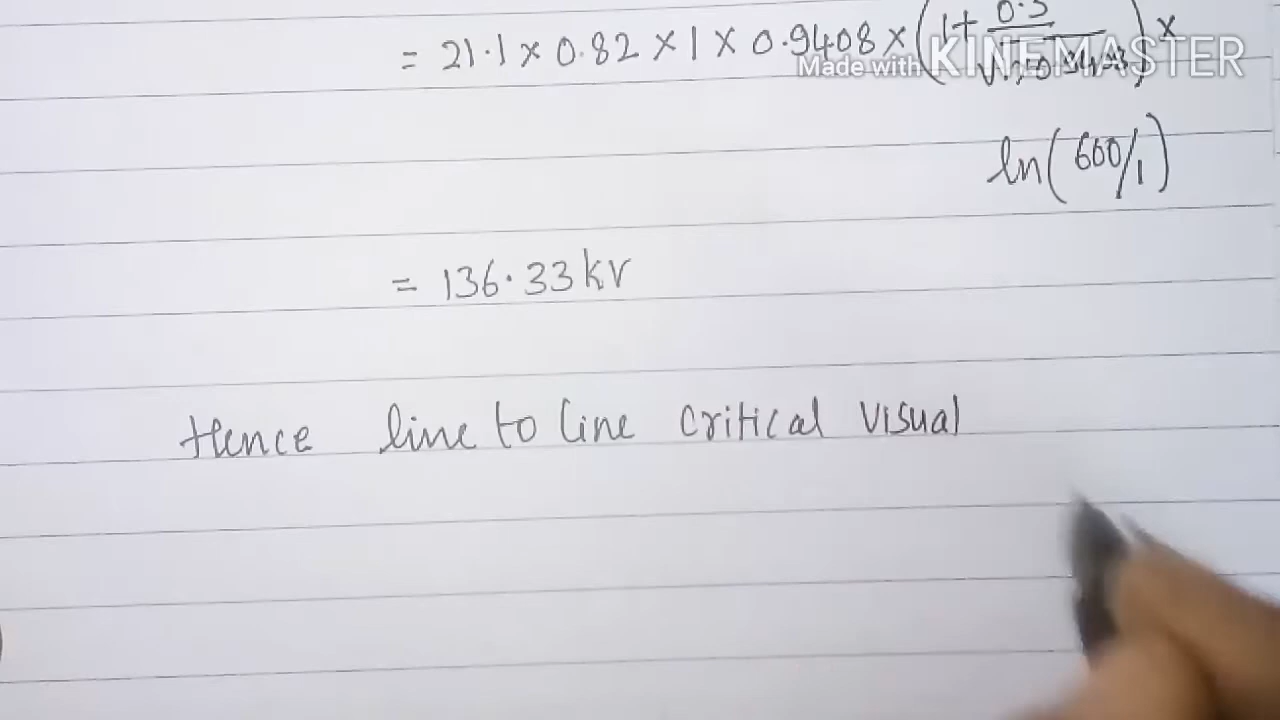 = 21.1 × 0.82 × 1 × 0.9408 × (1+ 0.3/√ ) ×
Made with KINEMASTER
ln(600/1)
= 136.33 kv
Hence line to line critical visual